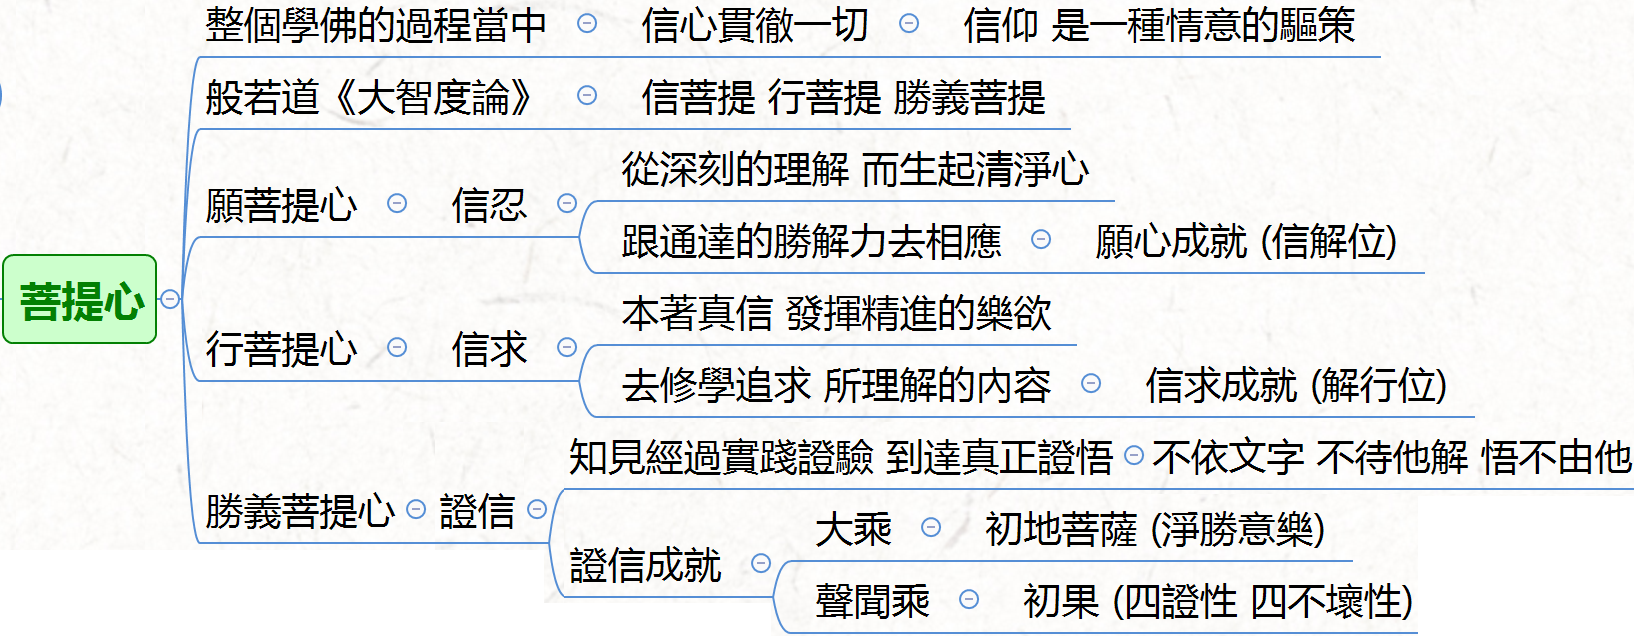 整個學佛的過程當中 信心貫徹一切 信仰 是一種情意的驅策
般若道《大智度論》 信菩提 行菩提 勝義菩提
從深刻的理解 而生起清淨心
願菩提心 信忍
跟通達的勝解力去相應 願心成就 (信解位)
菩提心
本著真信 發揮精進的樂欲
行菩提心 信求
去修學追求 所理解的內容 信求成就 (解行位)
知見經過實踐證驗 到達真正證悟 不依文字 不待他解 悟不由他
勝義菩提心 證信
大乘 初地菩薩 (淨勝意樂)
證信成就
聲聞乘 初果 (四證性 四不壞性)